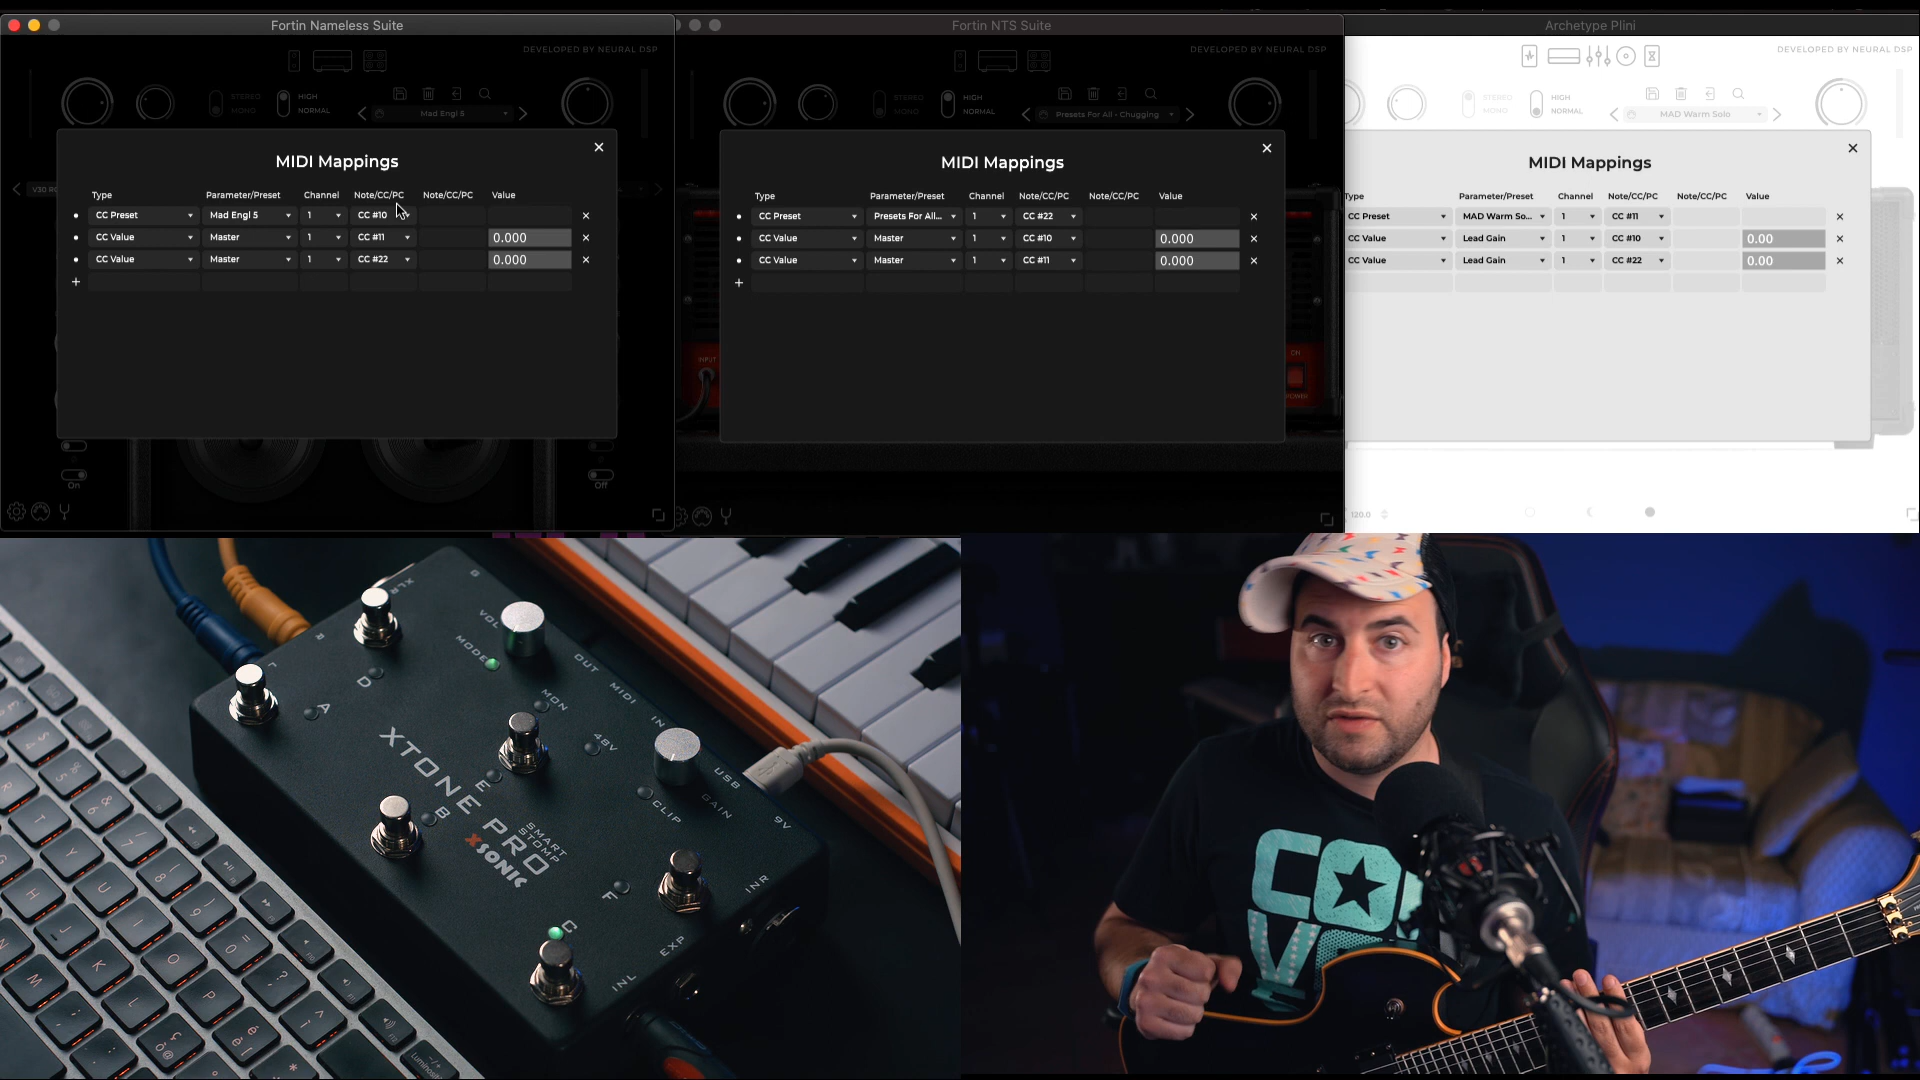 Fortin Nameless Suite
DEVELOPED BY NEURAL DSP
STEREO
MONO
HIGH
NORMAL
Mad Engl 5
MIDI Mappings
Type Parameter/Preset Channel Note/CC/PC Note/CC/PC Value
CC Preset Mad Engl 5 1 CC #10
CC Value Master 1 CC #11 0.000
CC Value Master 1 CC #22 0.000
+
On
Off
Fortin NTS Suite
DEVELOPED BY NEURAL DSP
STEREO
MONO
HIGH
NORMAL
Presets For All - Chugging
MIDI Mappings
Type Parameter/Preset Channel Note/CC/PC Note/CC/PC Value
CC Preset Presets For All... 1 CC #22
CC Value Master 1 CC #10 0.000
CC Value Master 1 CC #11 0.000
+
INPUT
ON
POWER
Archetype Plini
DEVELOPED BY NEURAL DSP
STEREO
MONO
HIGH
NORMAL
MAD Warm Solo
MIDI Mappings
Type Parameter/Preset Channel Note/CC/PC Note/CC/PC Value
CC Preset MAD Warm So... 1 CC #11
CC Value Lead Gain 1 CC #10 0.00
CC Value Lead Gain 1 CC #22 0.00
120.0
XLR
G
VOL
MODE
OUT
MIDI
IN
R
L
D
A
MON
48V
USB
GAIN
9V
CLIP
E
B
XTONE PRO
SMART
STOMP
XSONIC
F
C
INR
EXP
INL